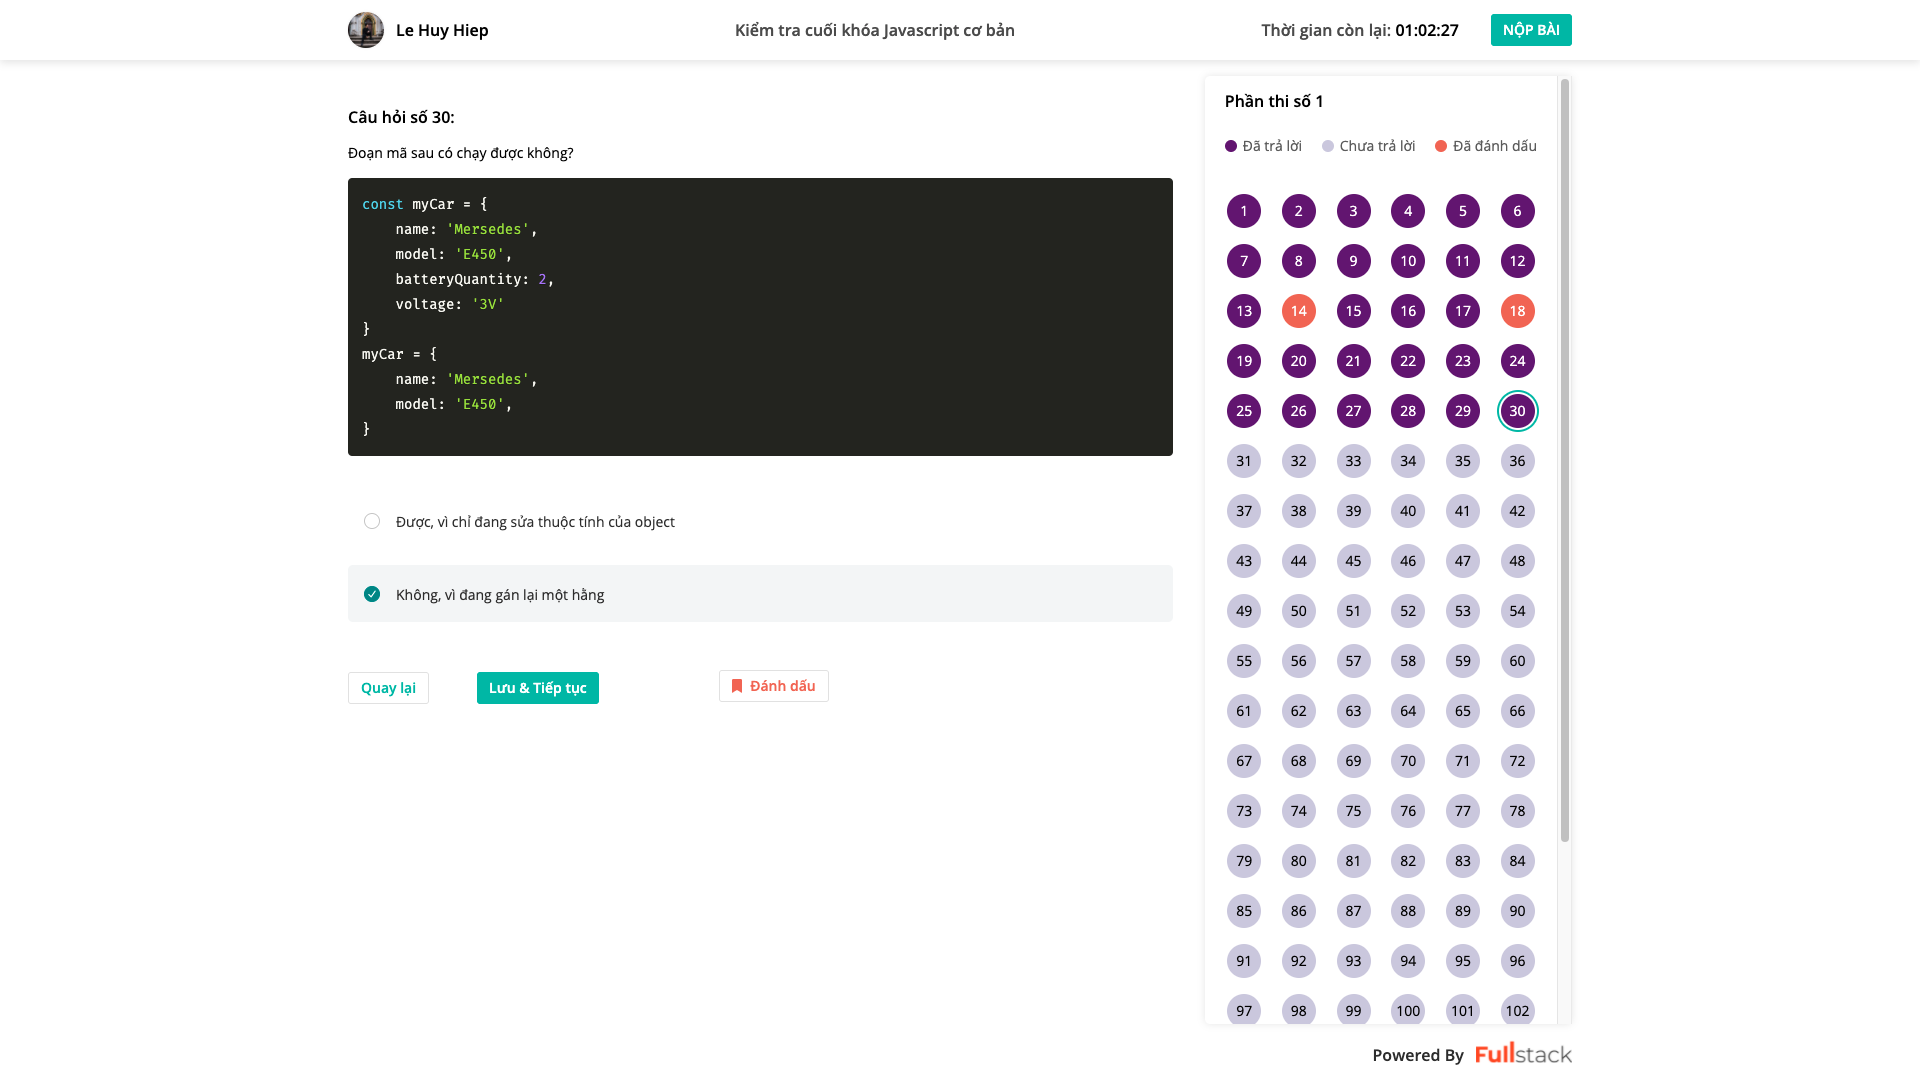 Le Huy Hiep
Kiểm tra cuối khóa Javascript cơ bản
Thời gian còn lại: 01:02:27
NỘP BÀI
Câu hỏi số 30:
Đoạn mã sau có chạy được không?
const myCar = {
    name: 'Mersedes',
    model: 'E450',
    batteryQuantity: 2,
    voltage: '3V'
}
myCar = {
    name: 'Mersedes',
    model: 'E450',
}
Được, vì chỉ đang sửa thuộc tính của object
Không, vì đang gán lại một hằng
Quay lại
Lưu & Tiếp tục
Đánh dấu
Phần thi số 1
Đã trả lời Chưa trả lời Đã đánh dấu
1 2 3 4 5 6
7 8 9 10 11 12
13 14 15 16 17 18
19 20 21 22 23 24
25 26 27 28 29 30
31 32 33 34 35 36
37 38 39 40 41 42
43 44 45 46 47 48
49 50 51 52 53 54
55 56 57 58 59 60
61 62 63 64 65 66
67 68 69 70 71 72
73 74 75 76 77 78
79 80 81 82 83 84
85 86 87 88 89 90
91 92 93 94 95 96
97 98 99 100 101 102
Powered By Fullstack